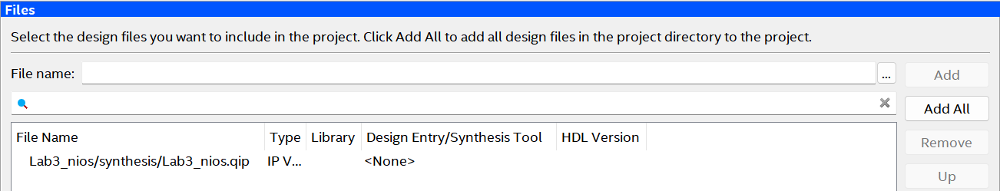 Files
Select the design files you want to include in the project. Click Add All to add all design files in the project directory to the project.
File name: ... Add
Add All
File Name Type Library Design Entry/Synthesis Tool HDL Version
Remove
Lab3_nios/synthesis/Lab3_nios.qip IP V... <None>
Up